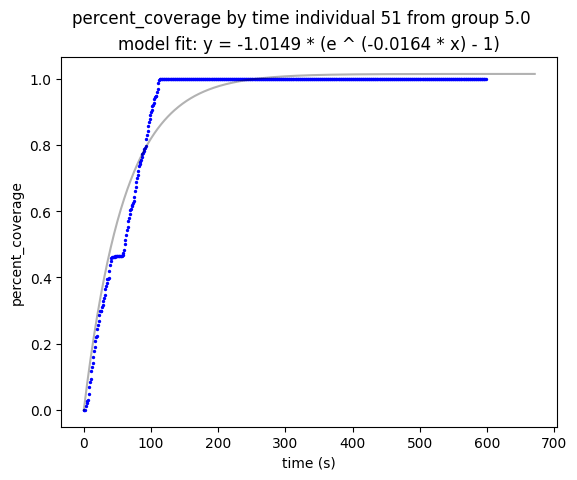 percent_coverage by time individual 51 from group 5.0
model fit: y = -1.0149 * (e ^ (-0.0164 * x) - 1)
1.0
0.8
0.6
0.4
0.2
0.0
percent_coverage
0 100 200 300 400 500 600 700
time (s)